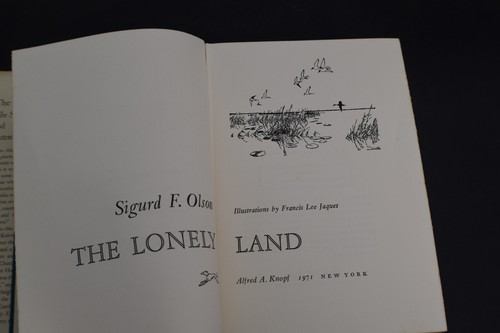 Sigurd F. Olson
Illustrations by Francis Lee Jaques
THE LONELY LAND
Alfred A. Knopf 1971 NEW YORK